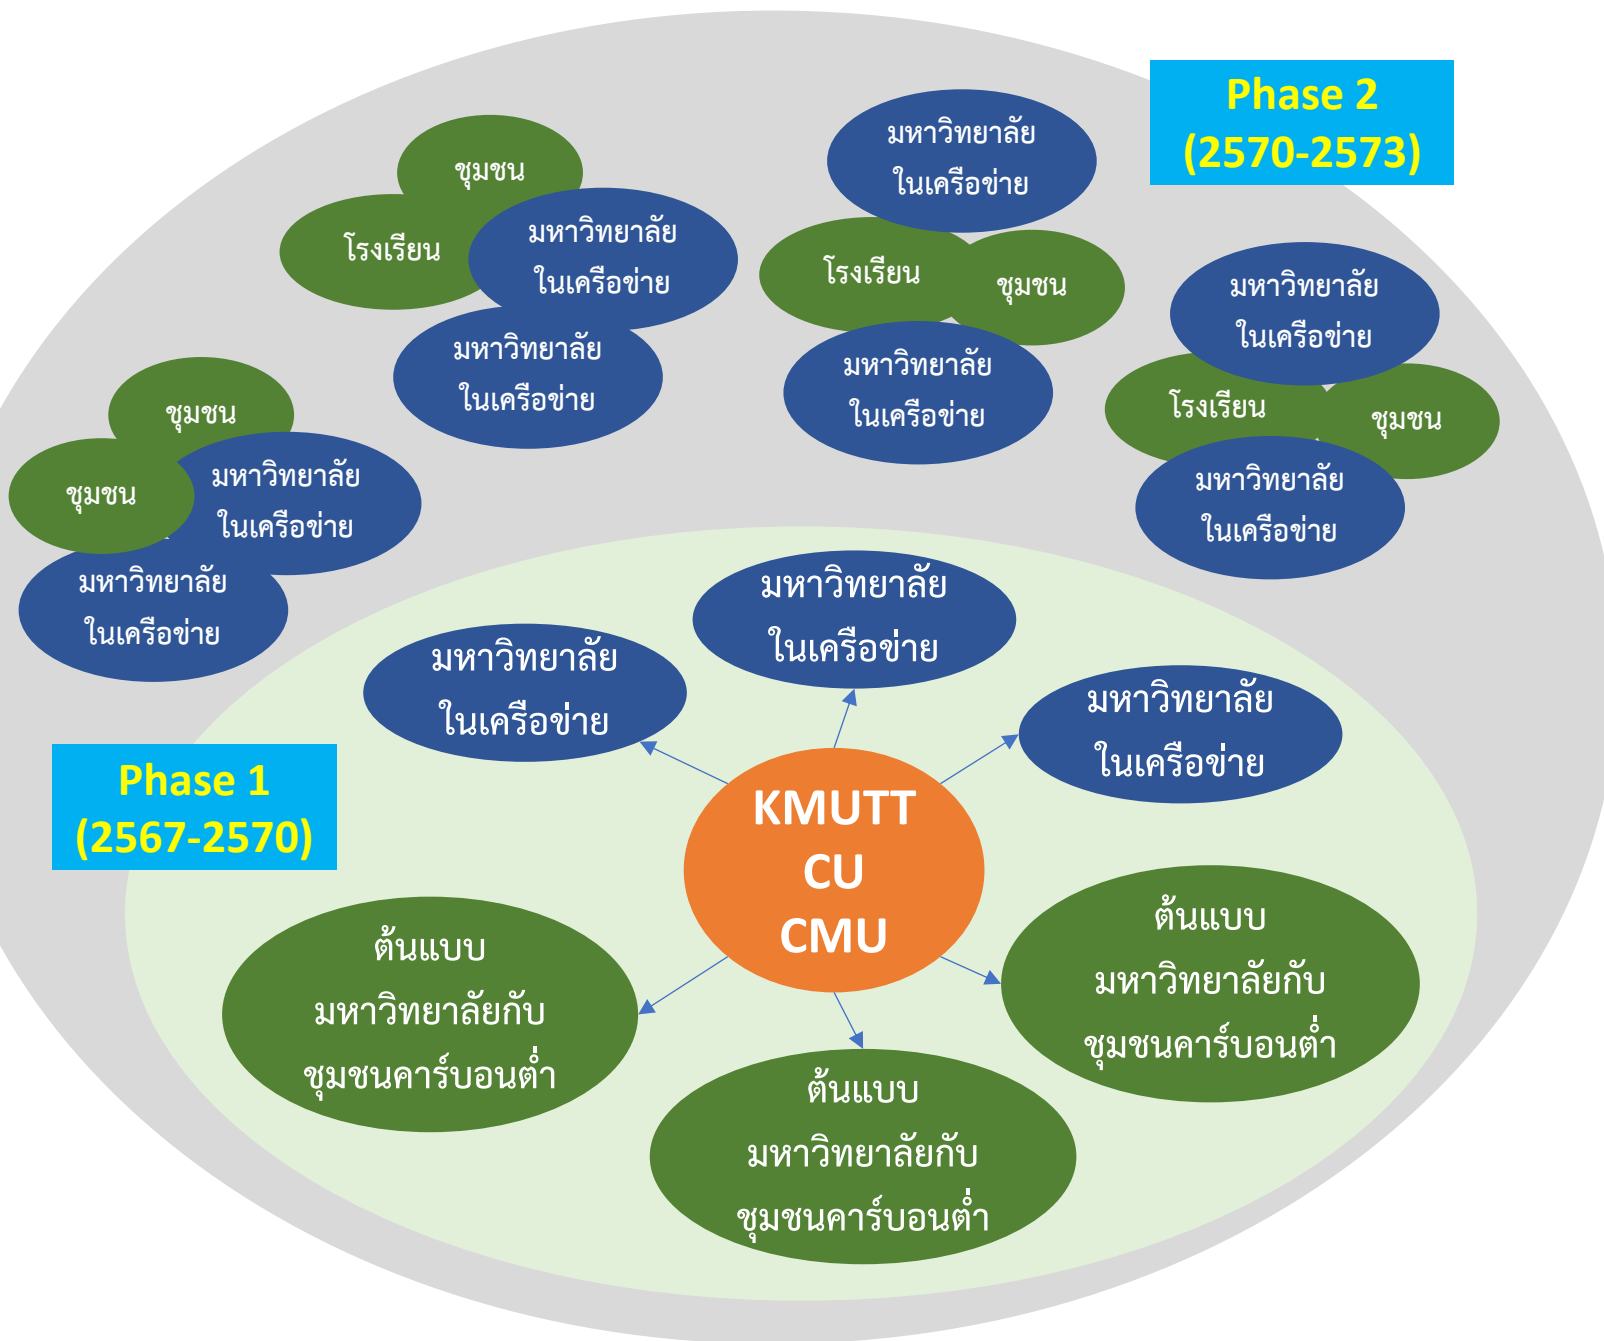 Phase 2
(2570-2573)
มหาวิทยาลัย
ในเครือข่าย
ชุมชน
โรงเรียน
มหาวิทยาลัย
ในเครือข่าย
มหาวิทยาลัย
ในเครือข่าย
โรงเรียน
ชุมชน
มหาวิทยาลัย
ในเครือข่าย
มหาวิทยาลัย
ในเครือข่าย
โรงเรียน
ชุมชน
มหาวิทยาลัย
ในเครือข่าย
ชุมชน
ชุมชน
มหาวิทยาลัย
ในเครือข่าย
มหาวิทยาลัย
ในเครือข่าย
Phase 1
(2567-2570)
มหาวิทยาลัย
ในเครือข่าย
มหาวิทยาลัย
ในเครือข่าย
มหาวิทยาลัย
ในเครือข่าย
KMUTT
CU
CMU
ต้นแบบ
มหาวิทยาลัยกับ
ชุมชนคาร์บอนต่ำ
ต้นแบบ
มหาวิทยาลัยกับ
ชุมชนคาร์บอนต่ำ
ต้นแบบ
มหาวิทยาลัยกับ
ชุมชนคาร์บอนต่ำ